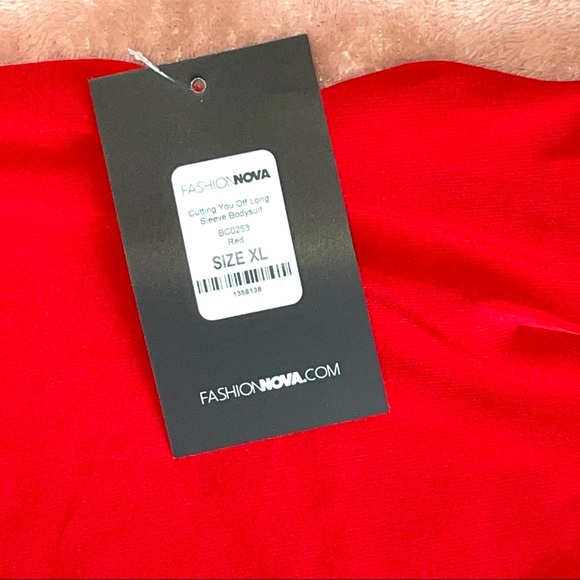 FASHIONNOVA
Cutting You Off Long
Sleeve Bodysuit
BC0253
Red
SIZE XL
1368138
FASHIONNOVA.COM